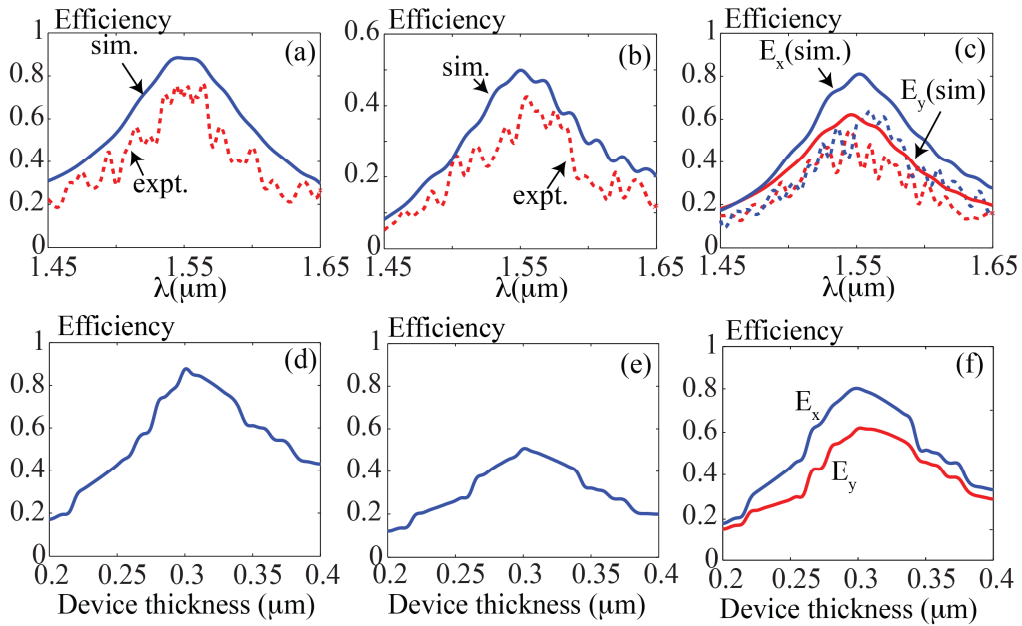 Efficiency
1
0.8
0.6
0.4
0.2
0
sim.
(a)
expt.
1.45
1.55
1.65
λ(μm)
Efficiency
0.6
0.4
0.2
0
sim.
(b)
expt.
1.45
1.55
1.65
λ(μm)
Efficiency
1
0.8
0.6
0.4
0.2
0
Ex(sim.)
(c)
Ey(sim)
1.45
1.55
1.65
λ(μm)
Efficiency
1
0.8
0.6
0.4
0.2
0
(d)
0.2
0.25
0.3
0.35
0.4
Device thickness (μm)
Efficiency
1
0.8
0.6
0.4
0.2
0
(e)
0.2
0.25
0.3
0.35
0.4
Device thickness (μm)
Efficiency
1
0.8
0.6
0.4
0.2
0
(f)
Ex
Ey
0.2
0.25
0.3
0.35
0.4
Device thickness (μm)